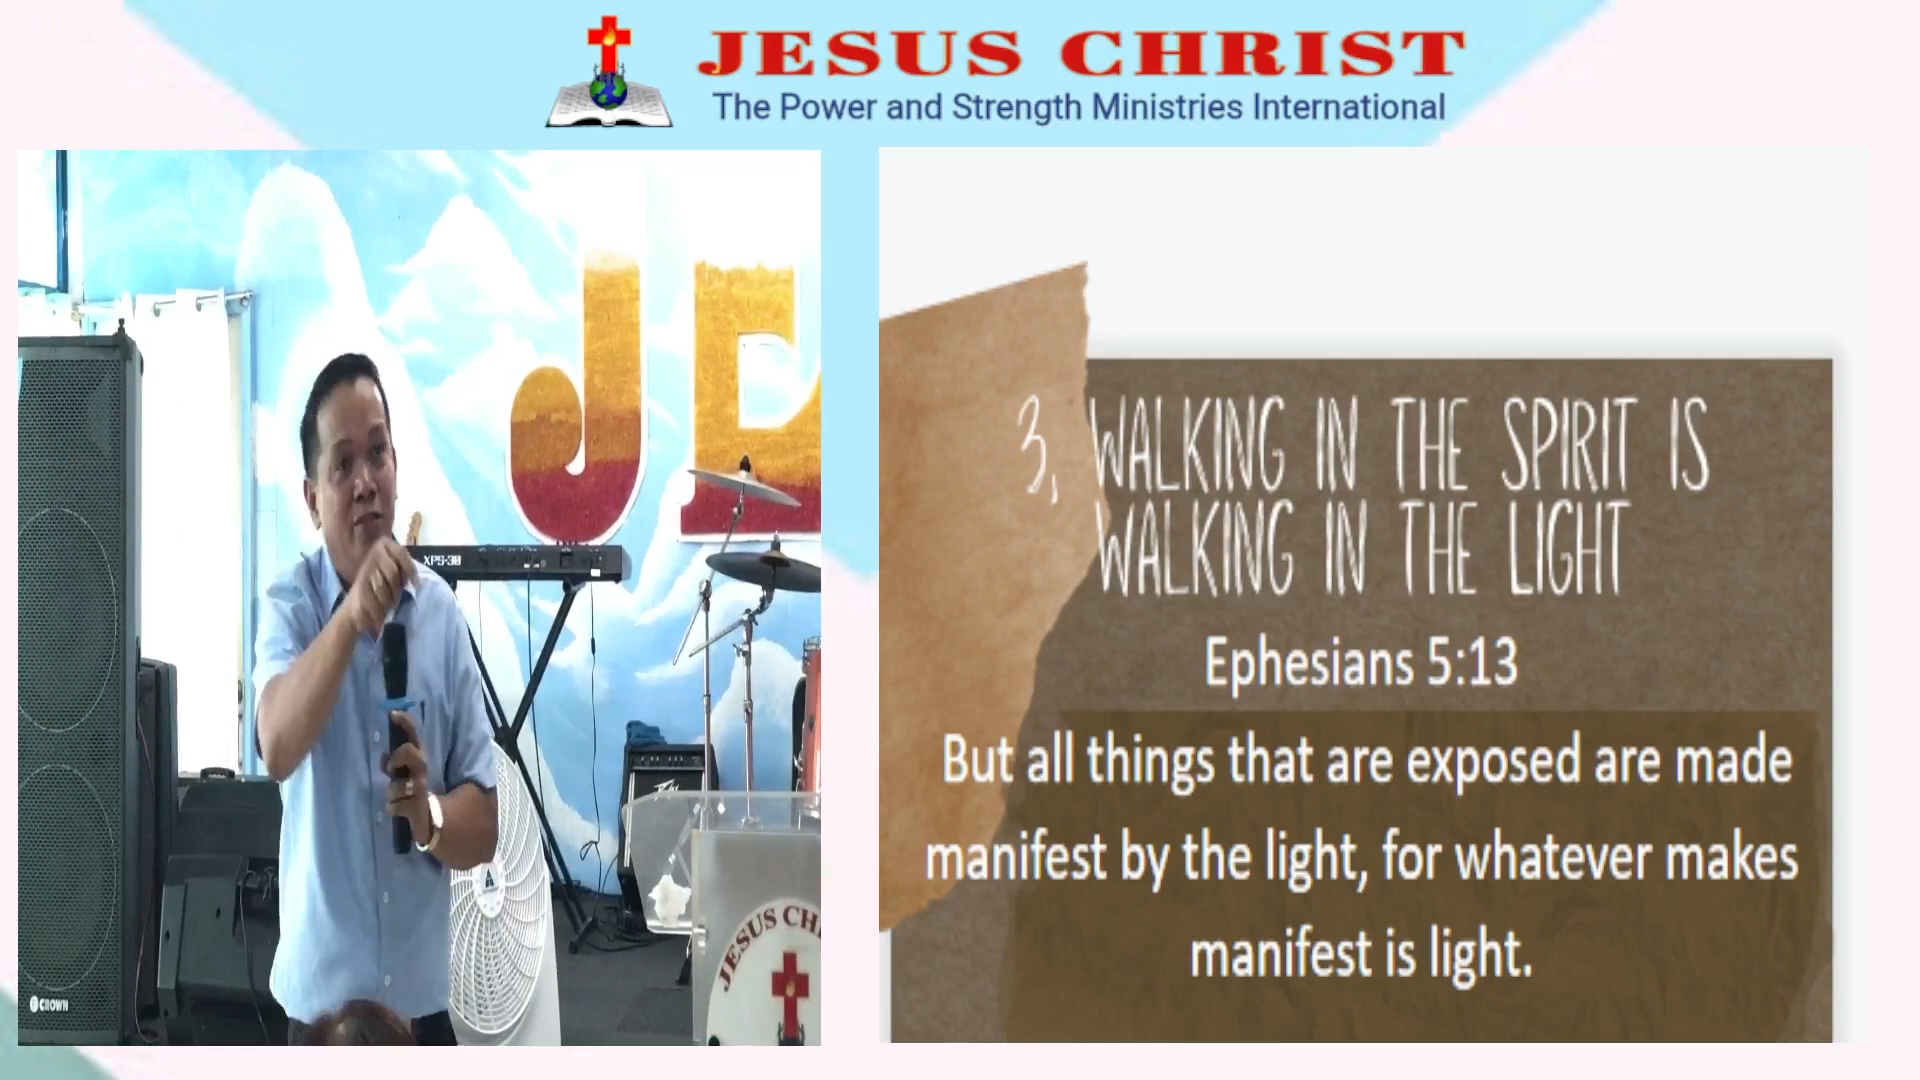 JESUS CHRIST
The Power and Strength Ministries International
JE
XPS-30
CROWN
JESUS CH
3, WALKING IN THE SPIRIT IS
WALKING IN THE LIGHT
Ephesians 5:13
But all things that are exposed are made
manifest by the light, for whatever makes
manifest is light.